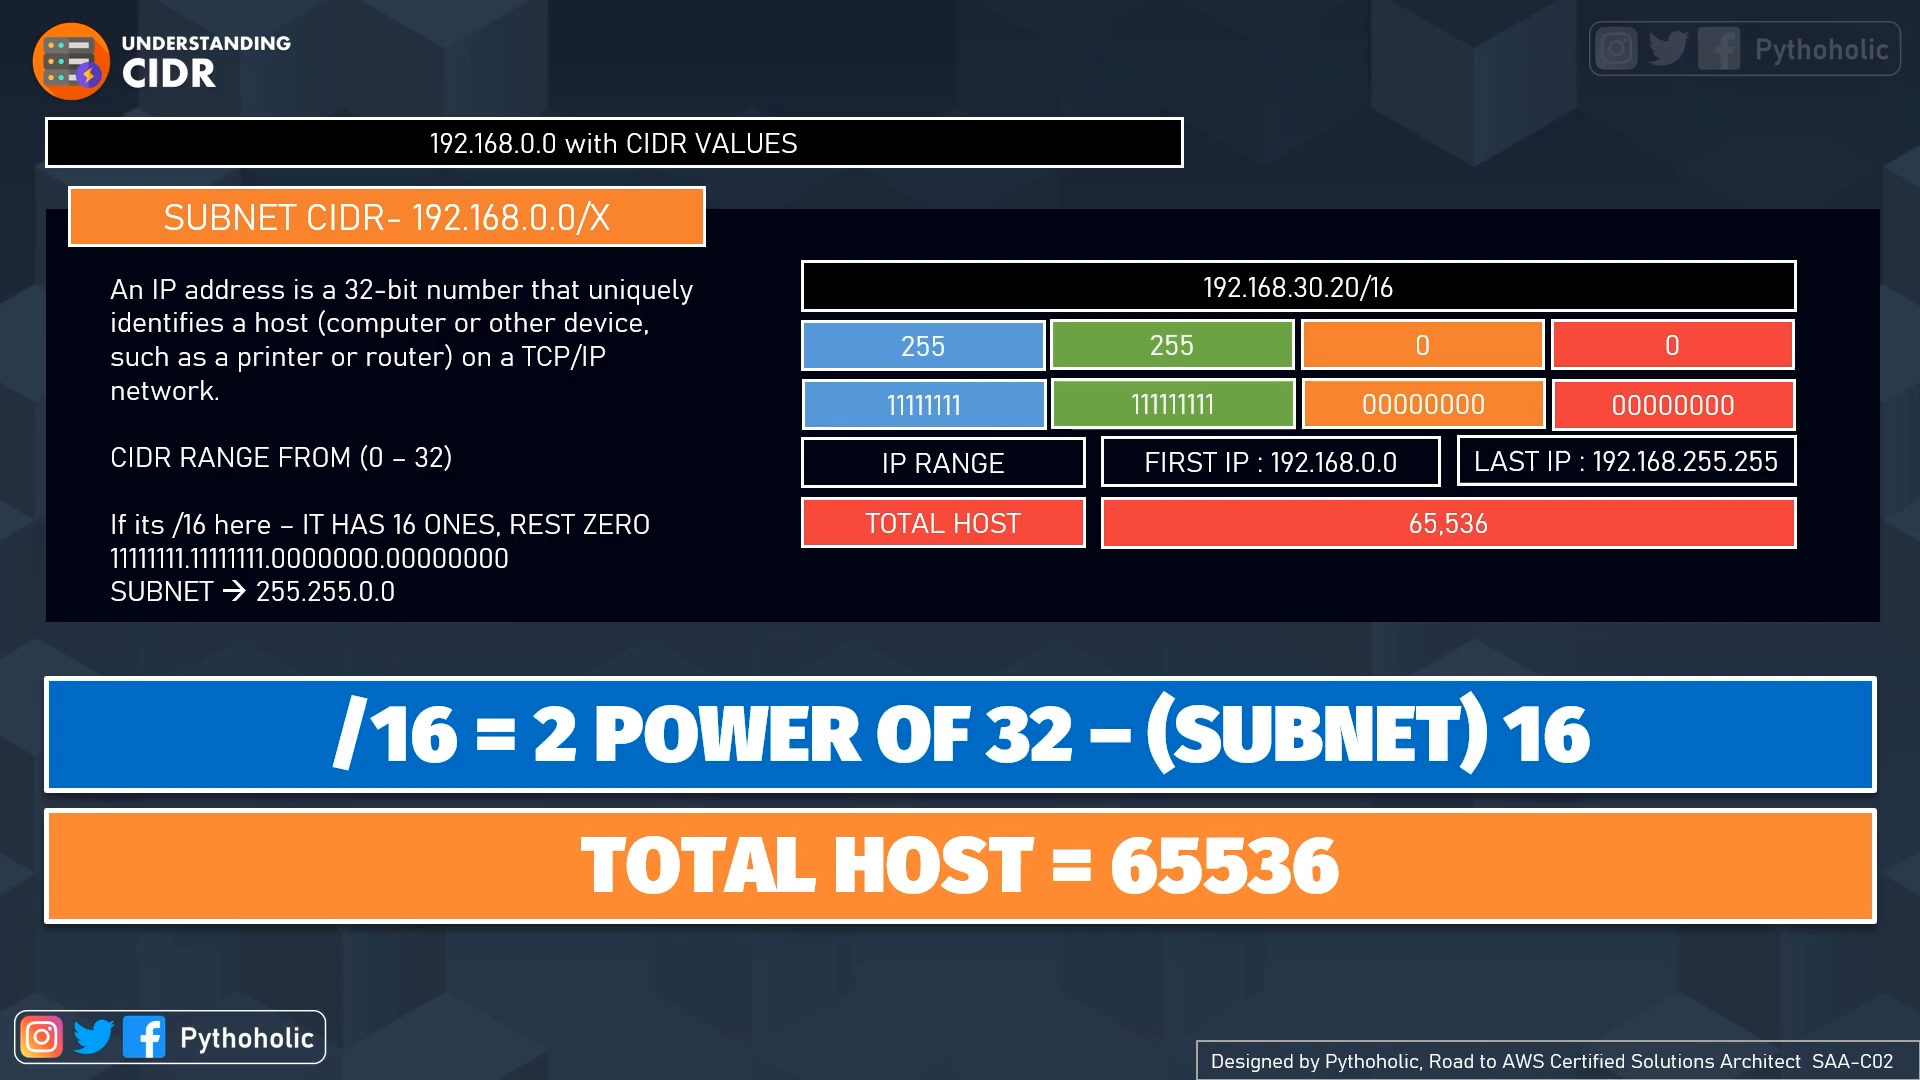 UNDERSTANDING
CIDR
Pythoholic
192.168.0.0 with CIDR VALUES
SUBNET CIDR- 192.168.0.0/X
An IP address is a 32-bit number that uniquely
identifies a host (computer or other device,
such as a printer or router) on a TCP/IP
network.
CIDR RANGE FROM (0 – 32)
If its /16 here – IT HAS 16 ONES, REST ZERO
11111111.11111111.0000000.00000000
SUBNET → 255.255.0.0
192.168.30.20/16
255 255 0 0
11111111 111111111 00000000 00000000
IP RANGE FIRST IP : 192.168.0.0 LAST IP : 192.168.255.255
TOTAL HOST 65,536
/16 = 2 POWER OF 32 – (SUBNET) 16
TOTAL HOST = 65536
Pythoholic
Designed by Pythoholic, Road to AWS Certified Solutions Architect SAA-C02